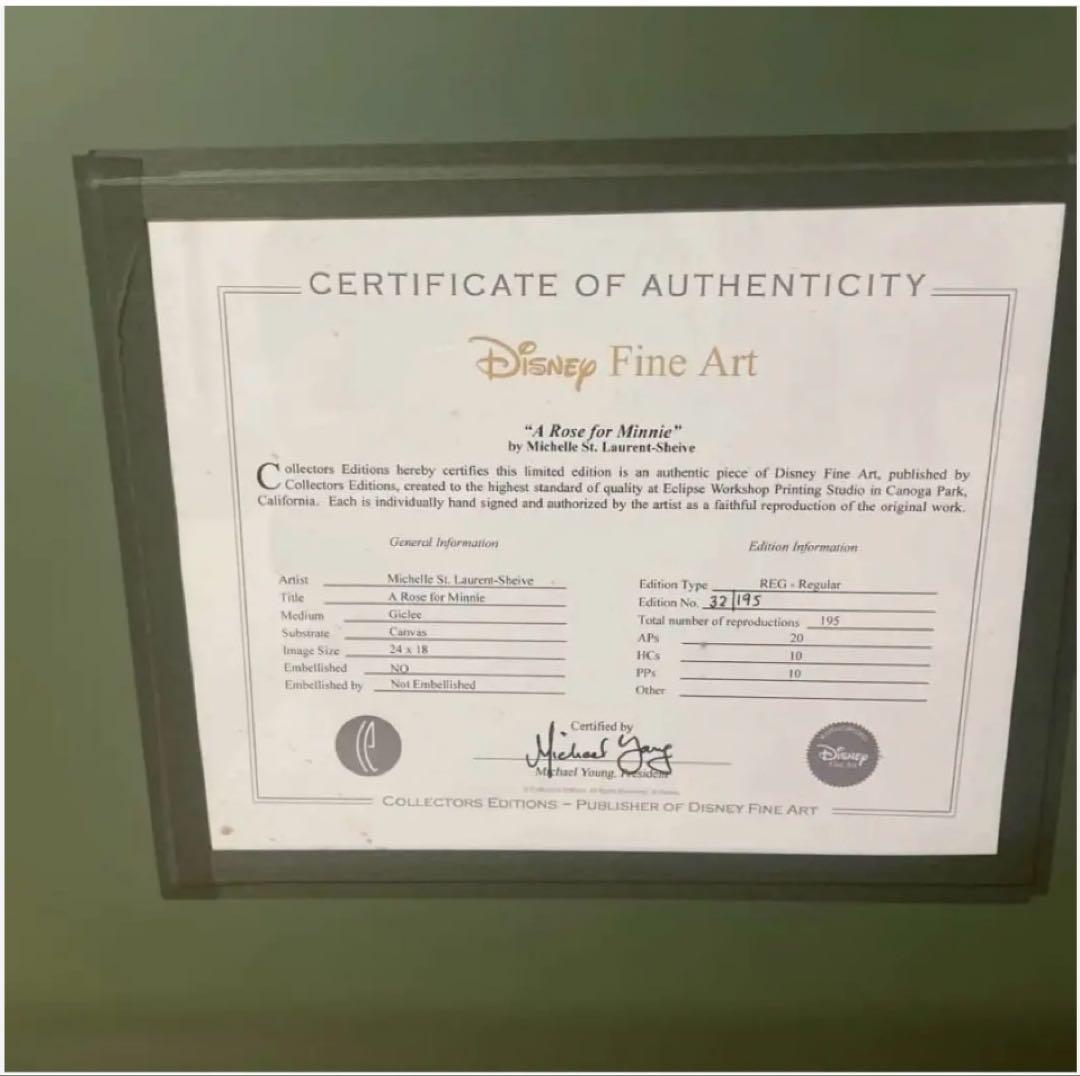 CERTIFICATE OF AUTHENTICITY
Disney Fine Art
"A Rose for Minnie"
by Michelle St. Laurent-Sheive
Collectors Editions hereby certifies this limited edition is an authentic piece of Disney Fine Art, published by
Collectors Editions, created to the highest standard of quality at Eclipse Workshop Printing Studio in Canoga Park,
California. Each is individually hand signed and authorized by the artist as a faithful reproduction of the original work.
General Information
Artist Michelle St. Laurent-Sheive
Title A Rose for Minnie
Medium Giclee
Substrate Canvas
Image Size 24 x 18
Embellished NO
Embellished by Not Embellished
Edition Information
Edition Type REG - Regular
Edition No. 32/195
Total number of reproductions 195
APs 20
HCs 10
PPs 10
Other
Certified by
Michael Young
Michael Young, President
Disney
Fine Art
COLLECTORS EDITIONS – PUBLISHER OF DISNEY FINE ART